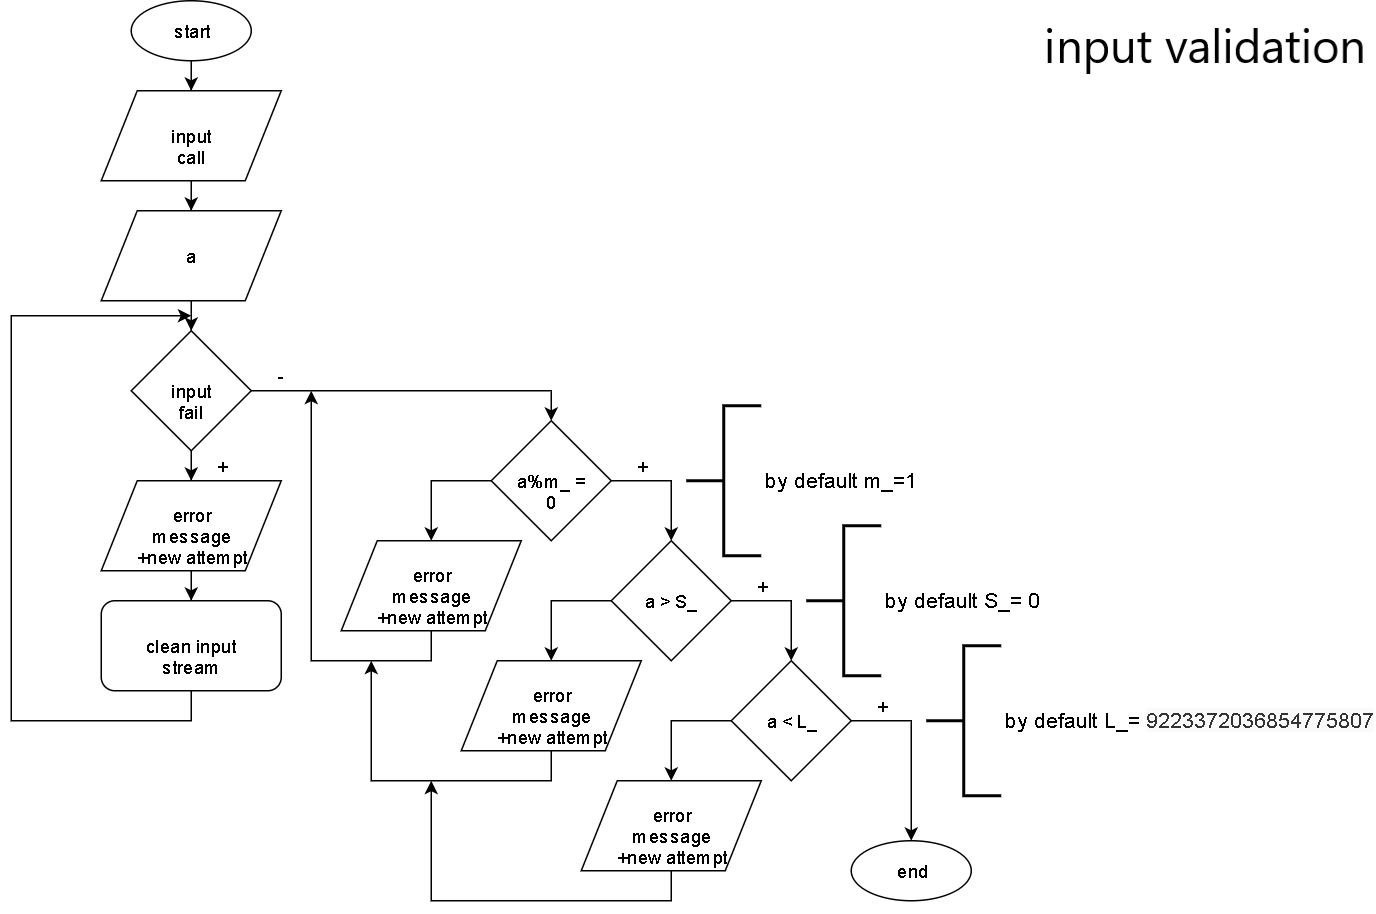 input validation
start
input
call
a
input
fail
-
+
error
message
+new attempt
clean input
stream
a%m_ =
0
+
by default m_=1
error
message
+new attempt
a > S_
+
by default S_= 0
error
message
+new attempt
a < L_
+
by default L_= 9223372036854775807
error
message
+new attempt
end